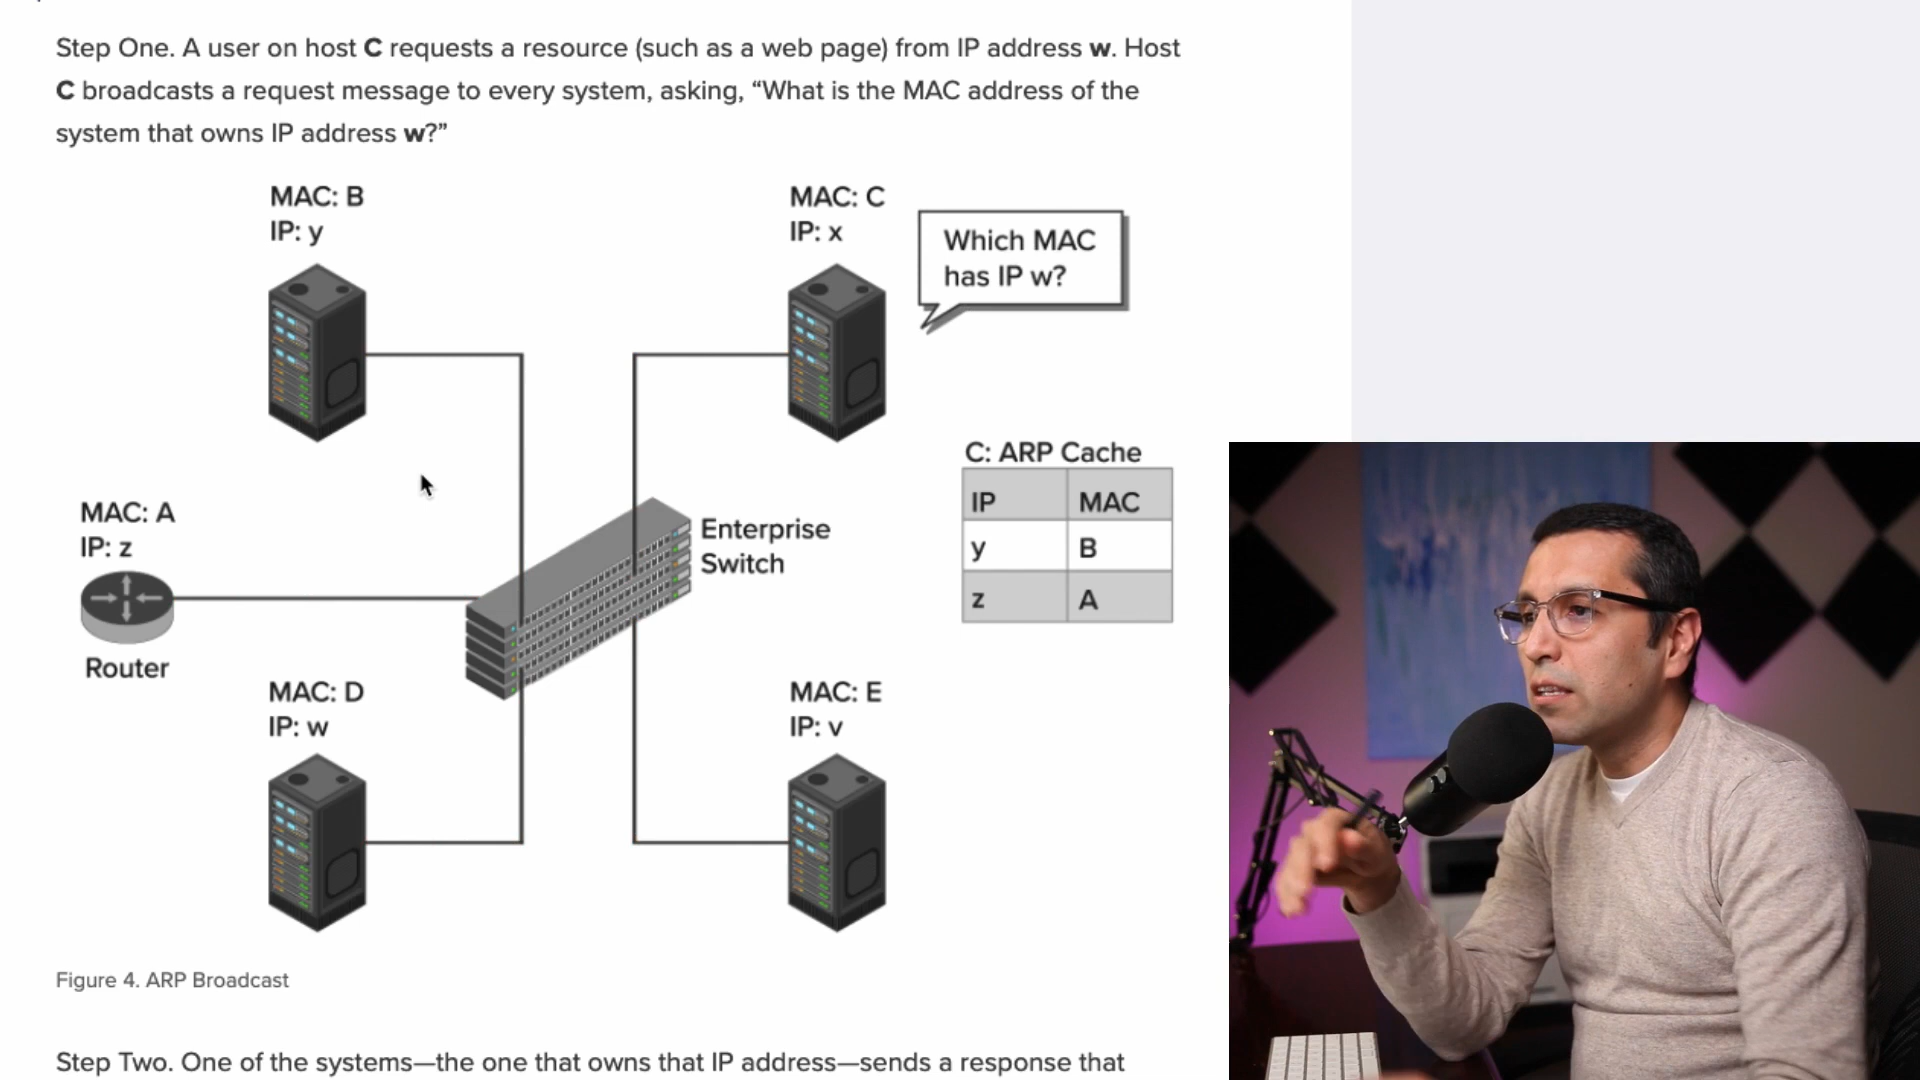 Step One. A user on host C requests a resource (such as a web page) from IP address w. Host
C broadcasts a request message to every system, asking, “What is the MAC address of the
system that owns IP address w?”
MAC: B
IP: y
MAC: C
IP: x
Which MAC
has IP w?
C: ARP Cache
IP MAC
y B
z A
MAC: A
IP: z
Router
Enterprise
Switch
MAC: D
IP: w
MAC: E
IP: v
Figure 4. ARP Broadcast
Step Two. One of the systems—the one that owns that IP address—sends a response that